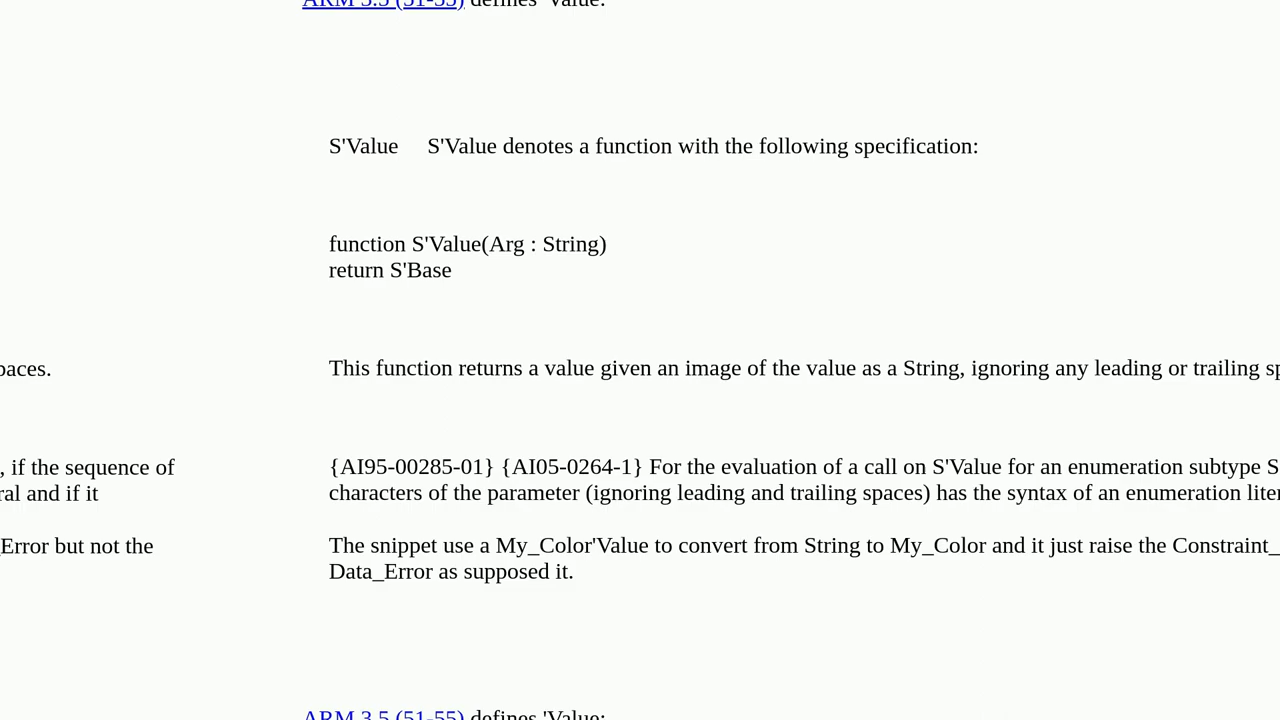 ARM 3.5 (51-55) defines 'Value:
S'Value S'Value denotes a function with the following specification:
function S'Value(Arg : String)
return S'Base
paces.
This function returns a value given an image of the value as a String, ignoring any leading or trailing sp
, if the sequence of
{AI95-00285-01} {AI05-0264-1} For the evaluation of a call on S'Value for an enumeration subtype S
ral and if it
characters of the parameter (ignoring leading and trailing spaces) has the syntax of an enumeration liter
Error but not the
The snippet use a My_Color'Value to convert from String to My_Color and it just raise the Constraint_
Data_Error as supposed it.
ARM 3.5 (51-55) defines 'Value: